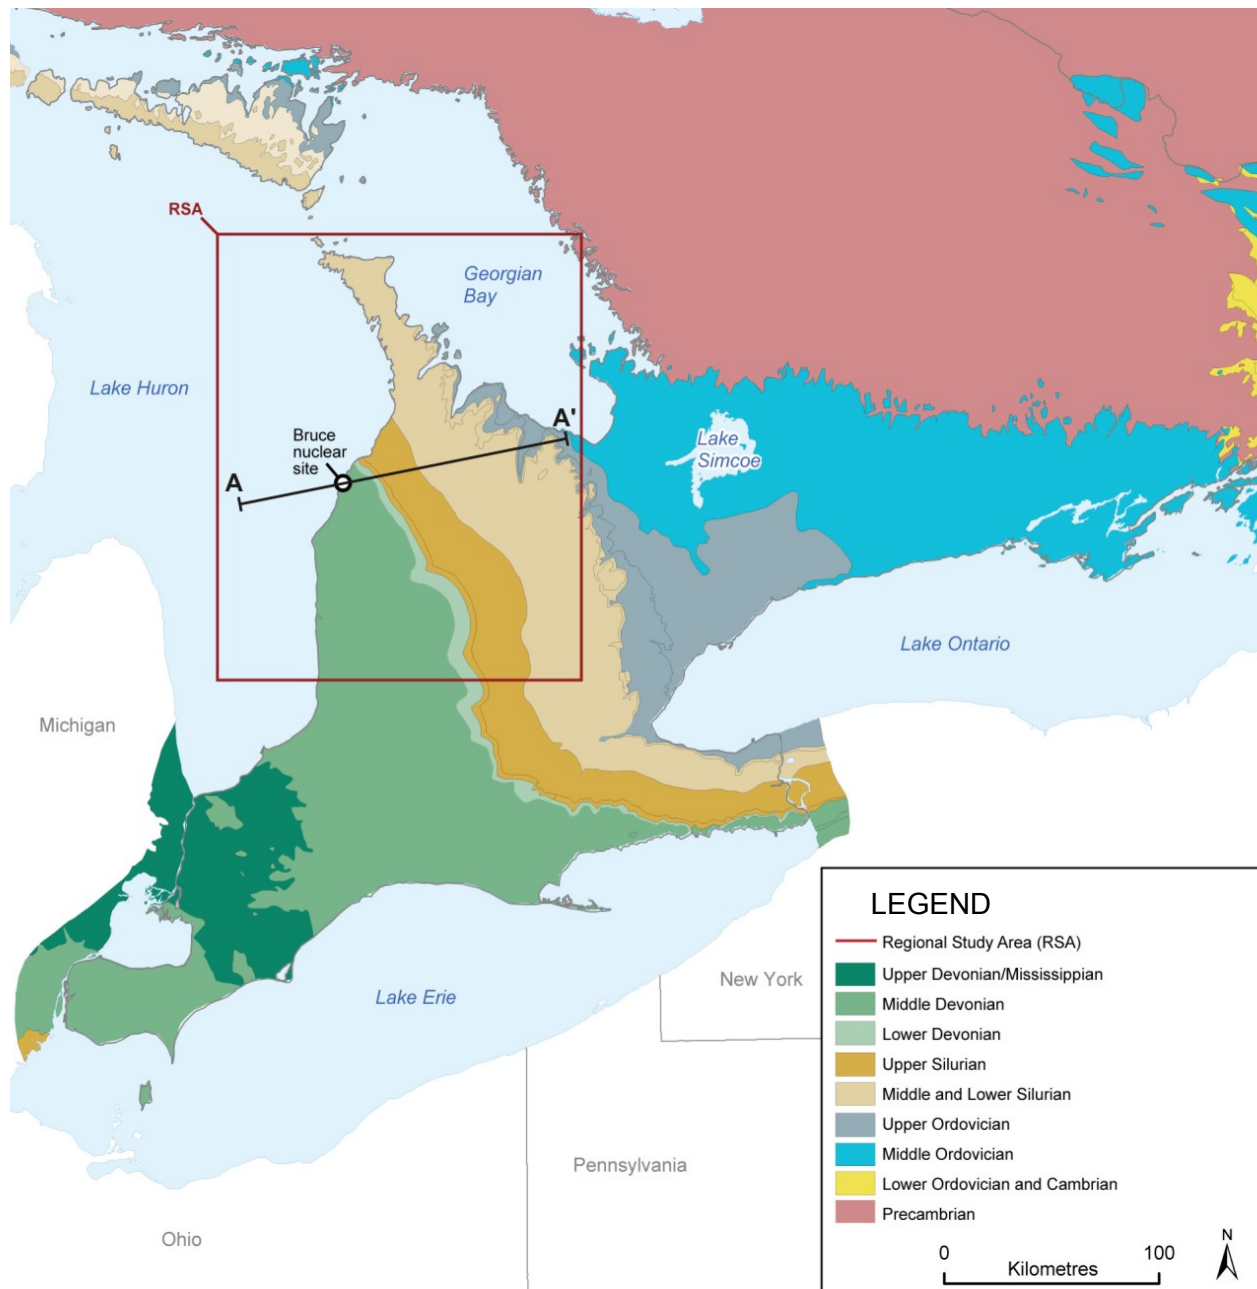 RSA
Georgian
Bay
Lake Huron
A'
Bruce
nuclear
site
Lake
Simcoe
A
Lake Ontario
Michigan
Lake Erie
New York
Pennsylvania
Ohio
LEGEND
Regional Study Area (RSA)
Upper Devonian/Mississippian
Middle Devonian
Lower Devonian
Upper Silurian
Middle and Lower Silurian
Upper Ordovician
Middle Ordovician
Lower Ordovician and Cambrian
Precambrian
0 100
Kilometres
N